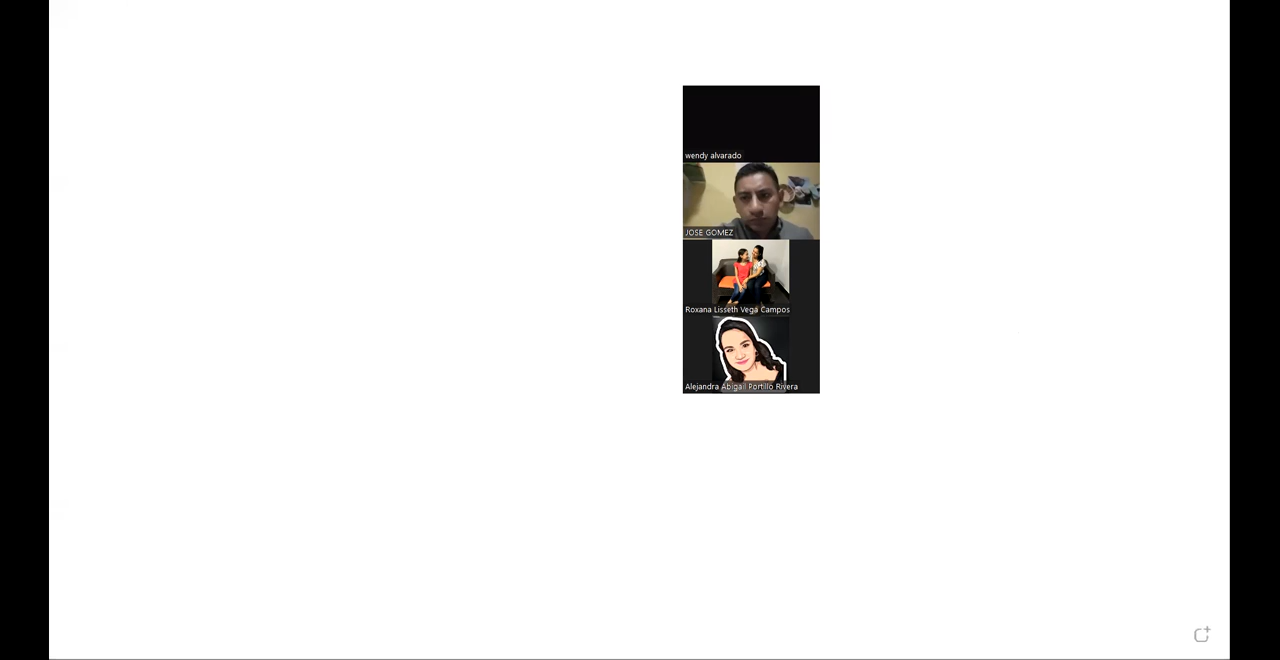 wendy alvarado
JOSE GOMEZ
Roxana Lisseth Vega Campos
Alejandra Abigail Portillo Rivera